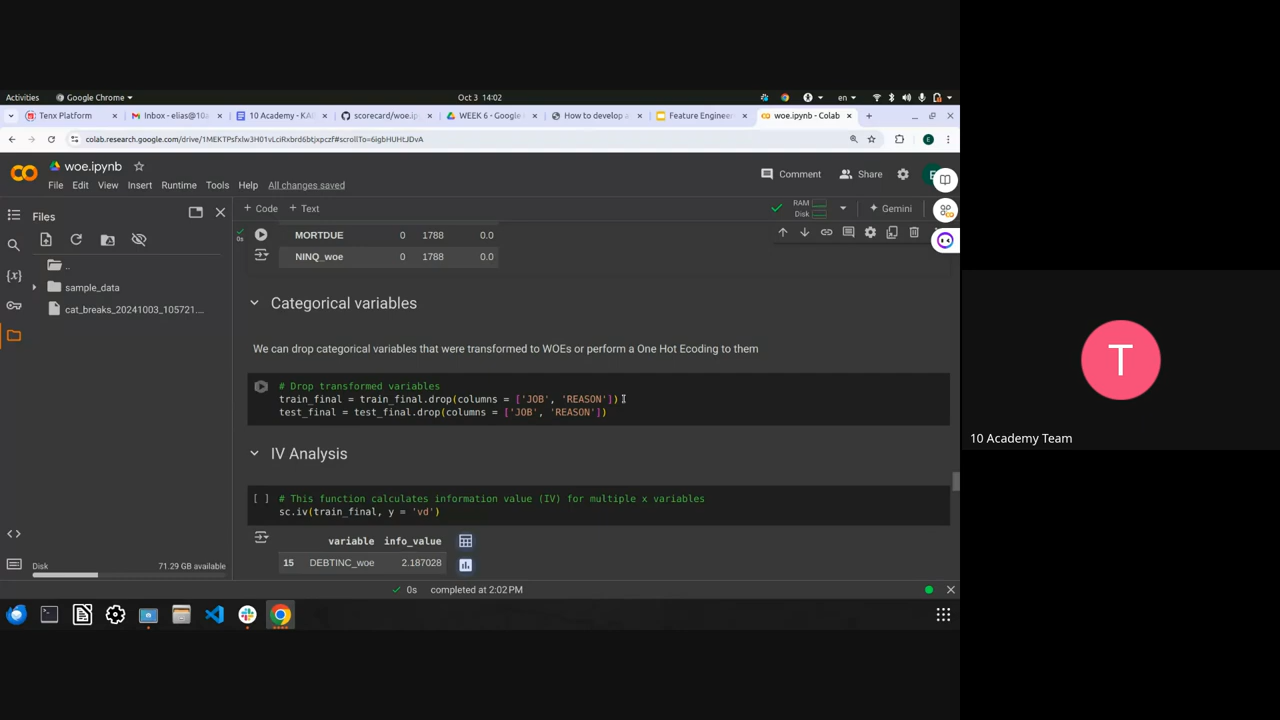 Activities
Google Chrome
Oct 3 14:02
en
Tenx Platform
Inbox - elias@10a
10 Academy - KAI
scorecard/woe.ip
WEEK 6 - Google
How to develop a
Feature Engineer
woe.ipynb - Colab
colab.research.google.com/drive/1MEKTPsfxlw3H01vLciRxbrd6btjxpczf#scrollTo=6igbHUHtJDvA
woe.ipynb
Comment
Share
File Edit View Insert Runtime Tools Help All changes saved
Files
+ Code + Text
RAM
Disk
Gemini
..
sample_data
cat_breaks_20241003_105721....
0s
MORTDUE 0 1788 0.0
NINQ_woe 0 1788 0.0
Categorical variables
We can drop categorical variables that were transformed to WOEs or perform a One Hot Ecoding to them
# Drop transformed variables
train_final = train_final.drop(columns = ['JOB', 'REASON'])
test_final = test_final.drop(columns = ['JOB', 'REASON'])
IV Analysis
[ ] # This function calculates information value (IV) for multiple x variables
sc.iv(train_final, y = 'vd')
variable info_value
15 DEBTINC_woe 2.187028
Disk
71.29 GB available
0s completed at 2:02 PM
T
10 Academy Team